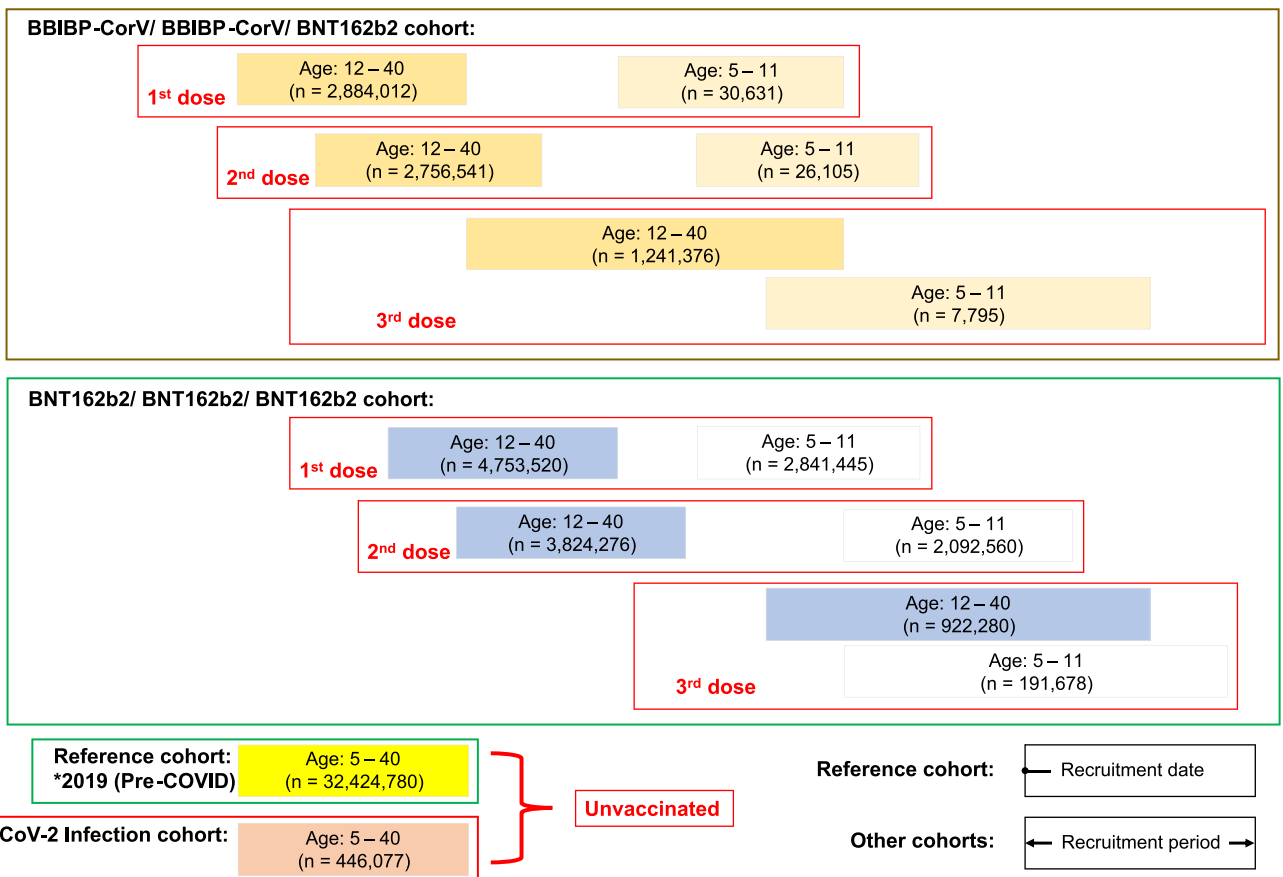 BBIBP-CorV/ BBIBP-CorV/ BNT162b2 cohort:
1st dose
Age: 12 – 40
(n = 2,884,012)
Age: 5 – 11
(n = 30,631)
2nd dose
Age: 12 – 40
(n = 2,756,541)
Age: 5 – 11
(n = 26,105)
3rd dose
Age: 12 – 40
(n = 1,241,376)
Age: 5 – 11
(n = 7,795)
BNT162b2/ BNT162b2/ BNT162b2 cohort:
1st dose
Age: 12 – 40
(n = 4,753,520)
Age: 5 – 11
(n = 2,841,445)
2nd dose
Age: 12 – 40
(n = 3,824,276)
Age: 5 – 11
(n = 2,092,560)
3rd dose
Age: 12 – 40
(n = 922,280)
Age: 5 – 11
(n = 191,678)
Reference cohort:
*2019 (Pre-COVID)
Age: 5 – 40
(n = 32,424,780)
CoV-2 Infection cohort:
Age: 5 – 40
(n = 446,077)
Unvaccinated
Reference cohort:
Recruitment date
Other cohorts:
Recruitment period